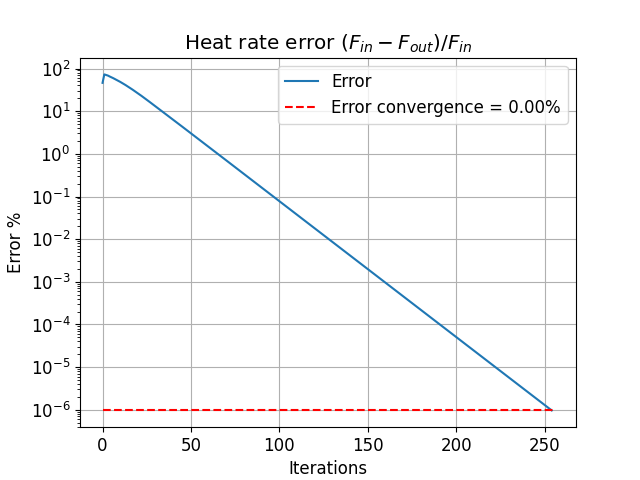 Heat rate error (F_in − F_out)/F_in
Error
Error convergence = 0.00%
10^2
10^1
10^0
10^−1
10^−2
10^−3
10^−4
10^−5
10^−6
Error %
0 50 100 150 200 250
Iterations